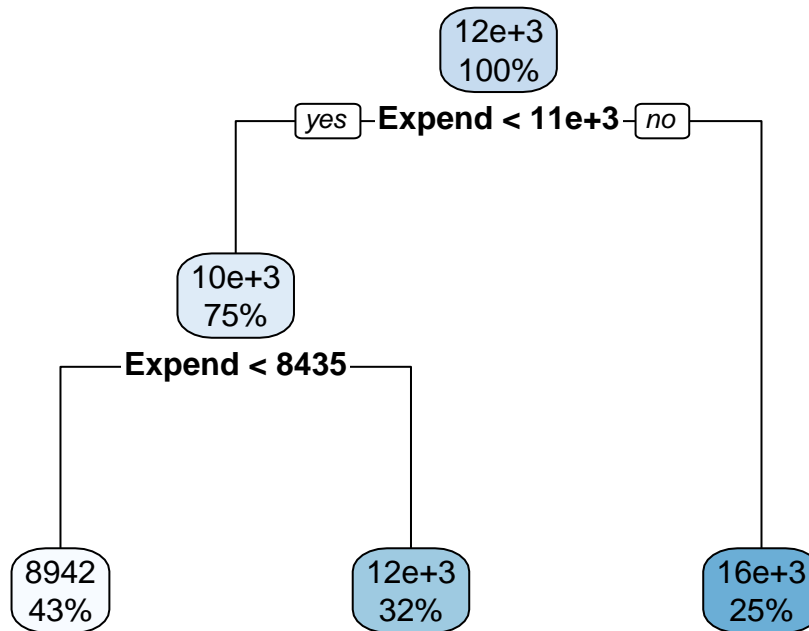 12e+3
100%
yes Expend < 11e+3 no
10e+3
75%
Expend < 8435
8942
43%
12e+3
32%
16e+3
25%